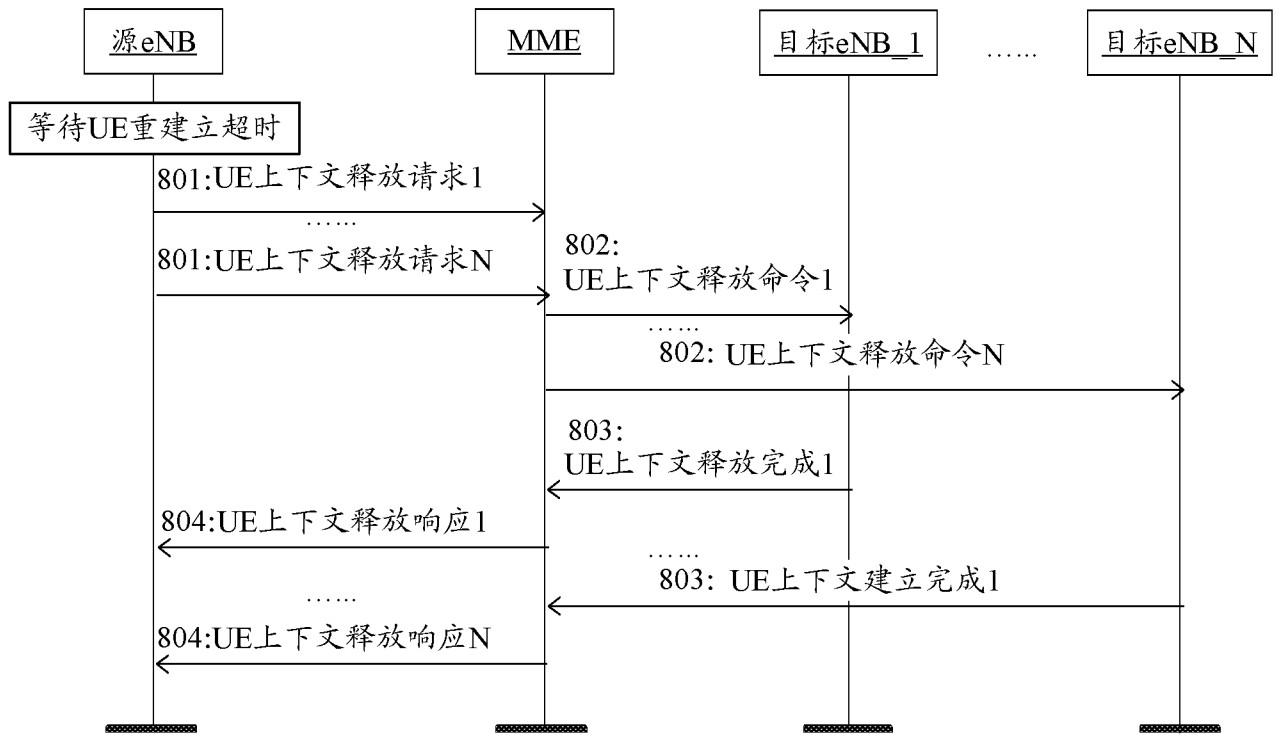 源eNB
MME
目标eNB_1
……
目标eNB_N
等待UE重建立超时
801:UE上下文释放请求1
……
801:UE上下文释放请求N
802:
UE上下文释放命令1
……
802: UE上下文释放命令N
803:
UE上下文释放完成1
804:UE上下文释放响应1
……
803: UE上下文建立完成1
……
804:UE上下文释放响应N